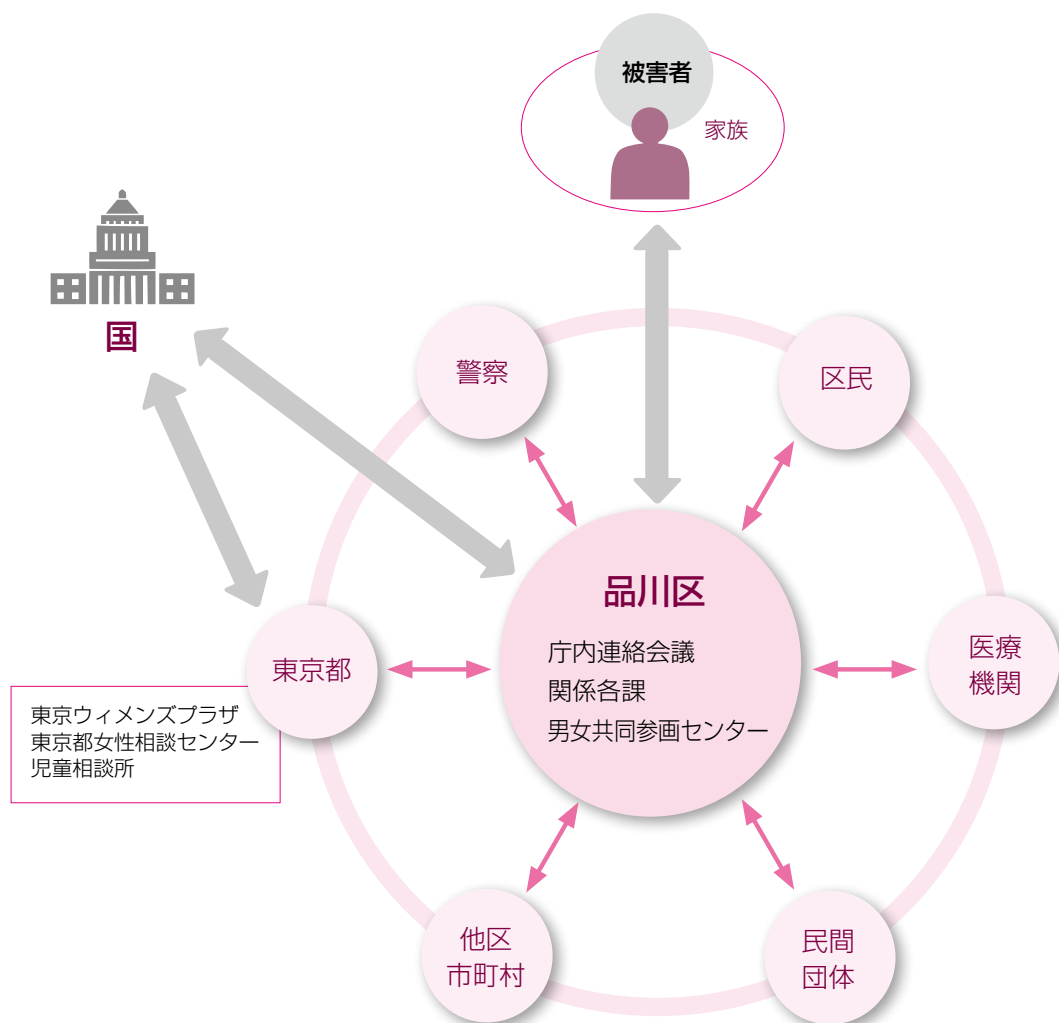 被害者
家族
国
警察
区民
品川区
庁内連絡会議
関係各課
男女共同参画センター
東京都
医療
機関
東京ウィメンズプラザ
東京都女性相談センター
児童相談所
他区
市町村
民間
団体